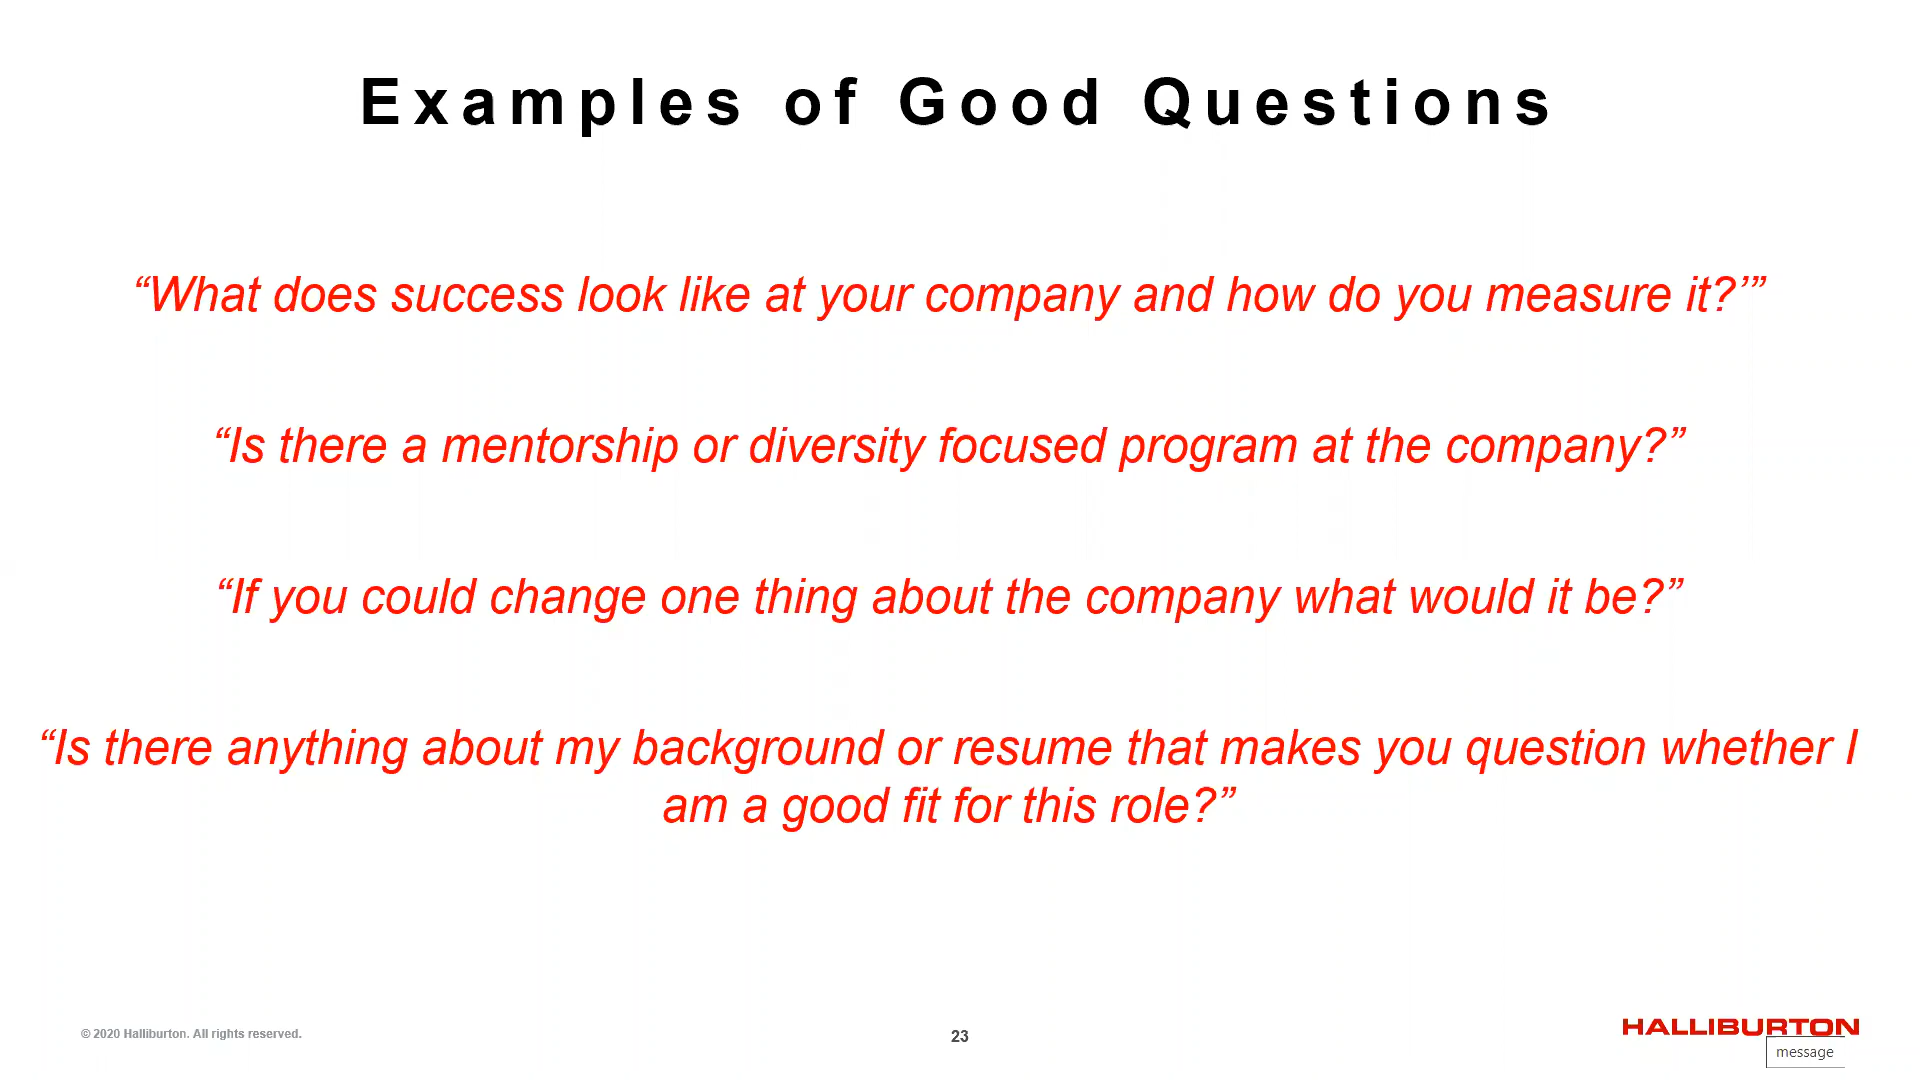 Examples of Good Questions
“What does success look like at your company and how do you measure it?’”
“Is there a mentorship or diversity focused program at the company?”
“If you could change one thing about the company what would it be?”
“Is there anything about my background or resume that makes you question whether I
am a good fit for this role?”
© 2020 Halliburton. All rights reserved.
23
HALLIBURTON
message